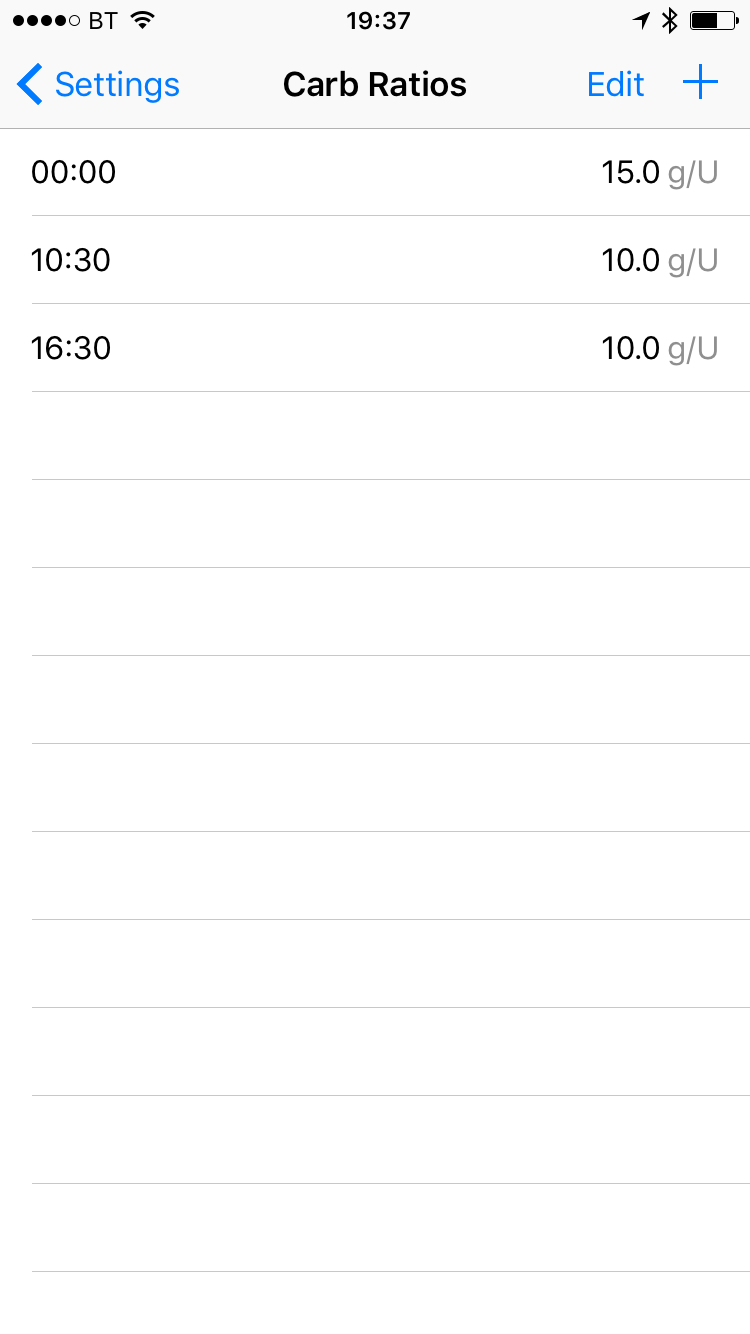 BT 19:37
Settings Carb Ratios Edit
00:00 15.0 g/U
10:30 10.0 g/U
16:30 10.0 g/U